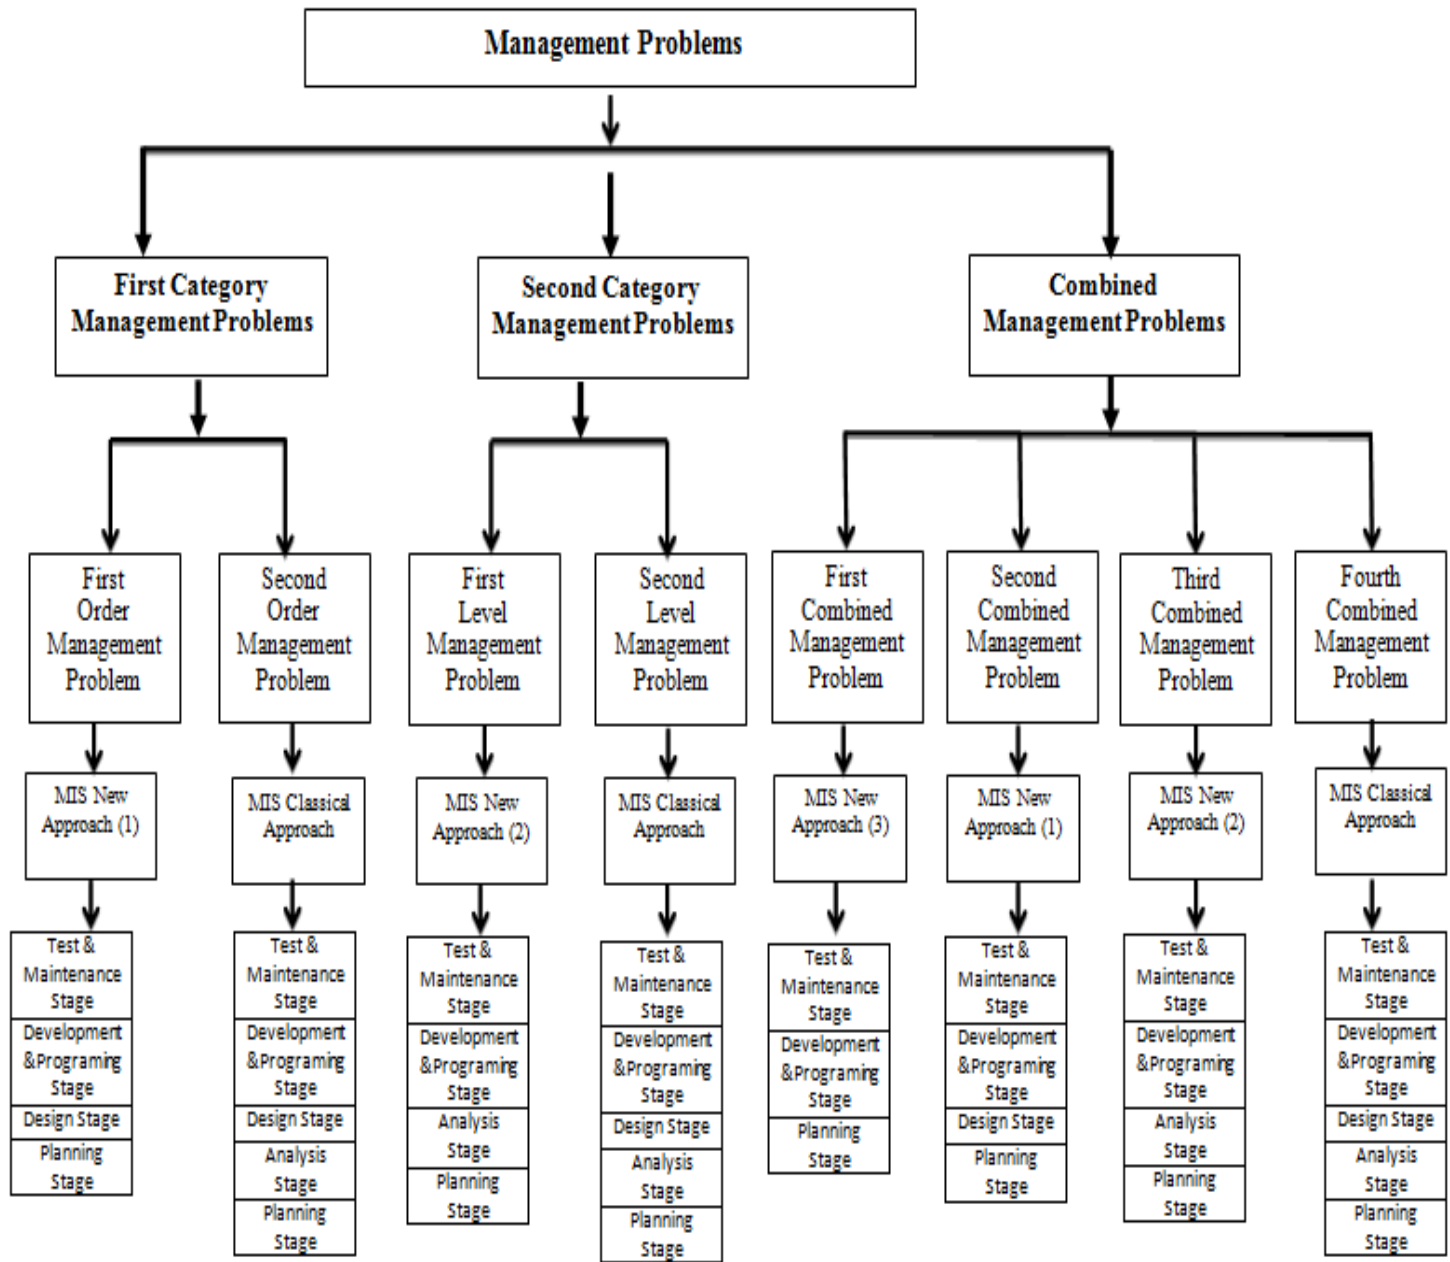 Management Problems
First Category
Management Problems
Second Category
Management Problems
Combined
Management Problems
First
Order
Management
Problem
Second
Order
Management
Problem
First
Level
Management
Problem
Second
Level
Management
Problem
First
Combined
Management
Problem
Second
Combined
Management
Problem
Third
Combined
Management
Problem
Fourth
Combined
Management
Problem
MIS New
Approach (1)
MIS Classical
Approach
MIS New
Approach (2)
MIS Classical
Approach
MIS New
Approach (3)
MIS New
Approach (1)
MIS New
Approach (2)
MIS Classical
Approach
Test &
Maintenance
Stage
Development
&Programing
Stage
Design Stage
Planning
Stage
Test &
Maintenance
Stage
Development
&Programing
Stage
Design Stage
Analysis
Stage
Planning
Stage
Test &
Maintenance
Stage
Development
&Programing
Stage
Analysis
Stage
Planning
Stage
Test &
Maintenance
Stage
Development
&Programing
Stage
Design Stage
Analysis
Stage
Planning
Stage
Test &
Maintenance
Stage
Development
&Programing
Stage
Planning
Stage
Test &
Maintenance
Stage
Development
&Programing
Stage
Design Stage
Planning
Stage
Test &
Maintenance
Stage
Development
&Programing
Stage
Analysis
Stage
Planning
Stage
Test &
Maintenance
Stage
Development
&Programing
Stage
Design Stage
Analysis
Stage
Planning
Stage